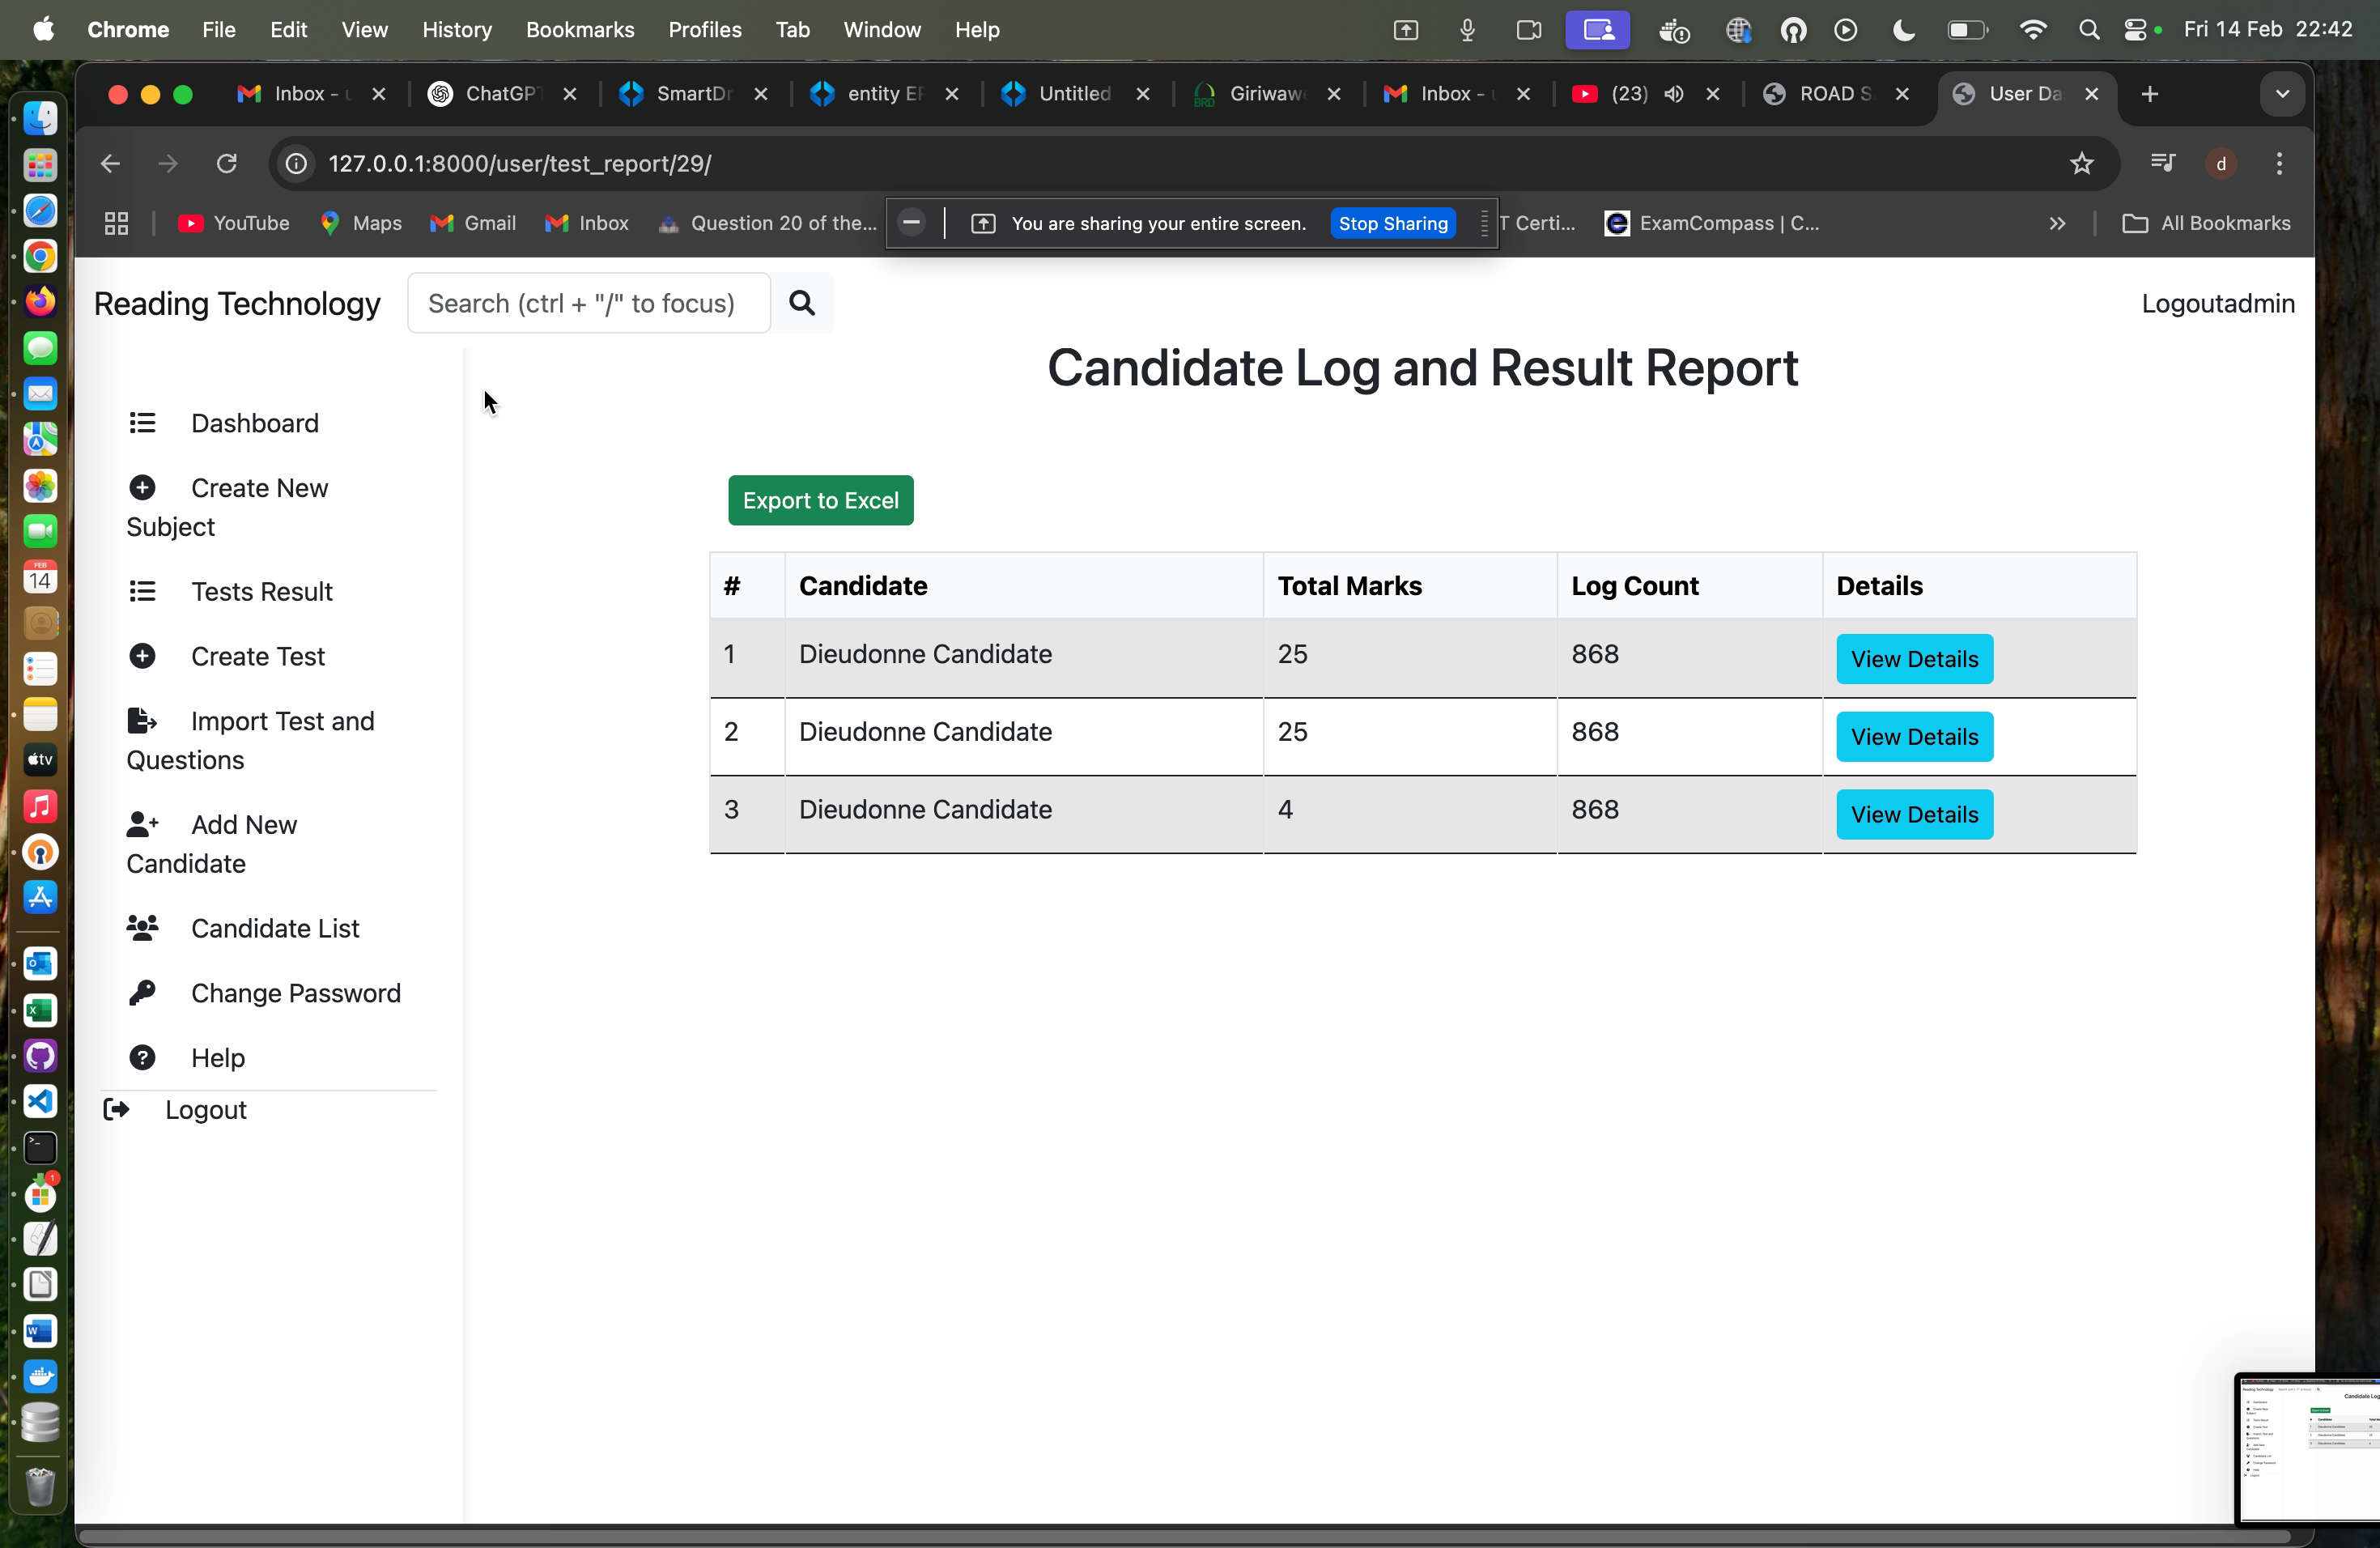 Chrome File Edit View History Bookmarks Profiles Tab Window Help Fri 14 Feb 22:42
Inbox - ChatGP SmartDr entity Untitled Giriwaw Inbox - (23) ROAD S User Da
127.0.0.1:8000/user/test_report/29/ d
YouTube Maps Gmail Inbox Question 20 of the... You are sharing your entire screen. Stop Sharing T Certi... ExamCompass | C... All Bookmarks
Reading Technology Search (ctrl + "/" to focus) Logoutadmin
Candidate Log and Result Report
Dashboard
Create New
Subject
Tests Result
Create Test
Import Test and
Questions
Add New
Candidate
Candidate List
Change Password
Help
Logout
Export to Excel
# Candidate Total Marks Log Count Details
1 Dieudonne Candidate 25 868 View Details
2 Dieudonne Candidate 25 868 View Details
3 Dieudonne Candidate 4 868 View Details
FEB
14
tv
1